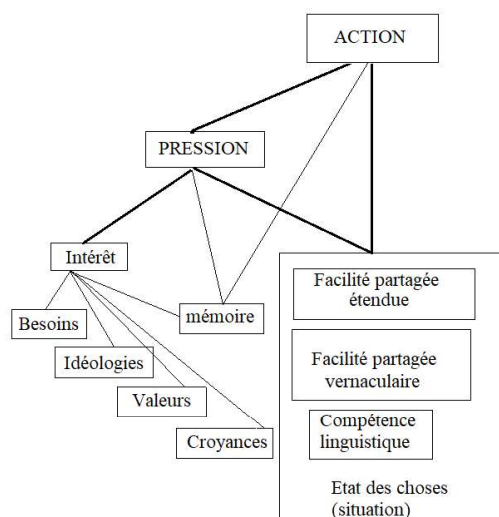 ACTION
PRESSION
Intérêt
Besoins
Idéologies
Valeurs
Croyances
mémoire
Facilité partagée
étendue
Facilité partagée
vernaculaire
Compétence
linguistique
Etat des choses
(situation)